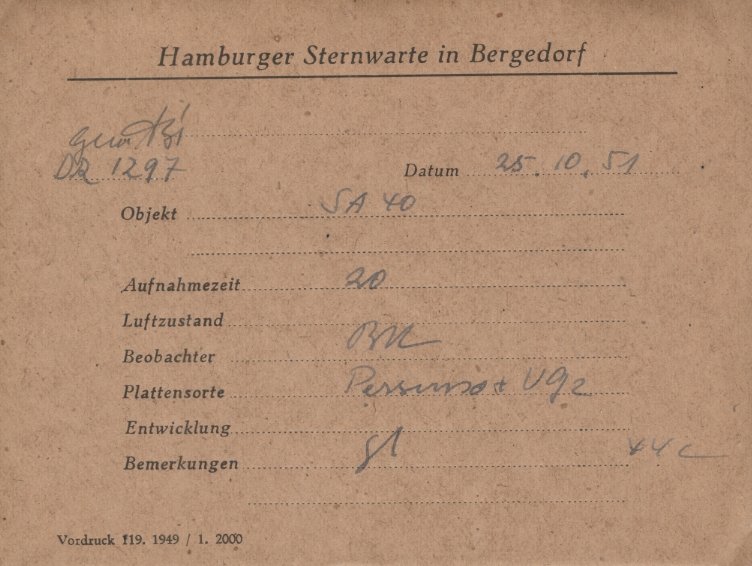 Hamburger Sternwarte in Bergedorf
DR 1297
Datum 25.10.51
Objekt SA 40
Aufnahmezeit 20
Luftzustand
Beobachter
Plattensorte + UG2
Entwicklung
Bemerkungen
Vordruck 119. 1949 / 1. 2000